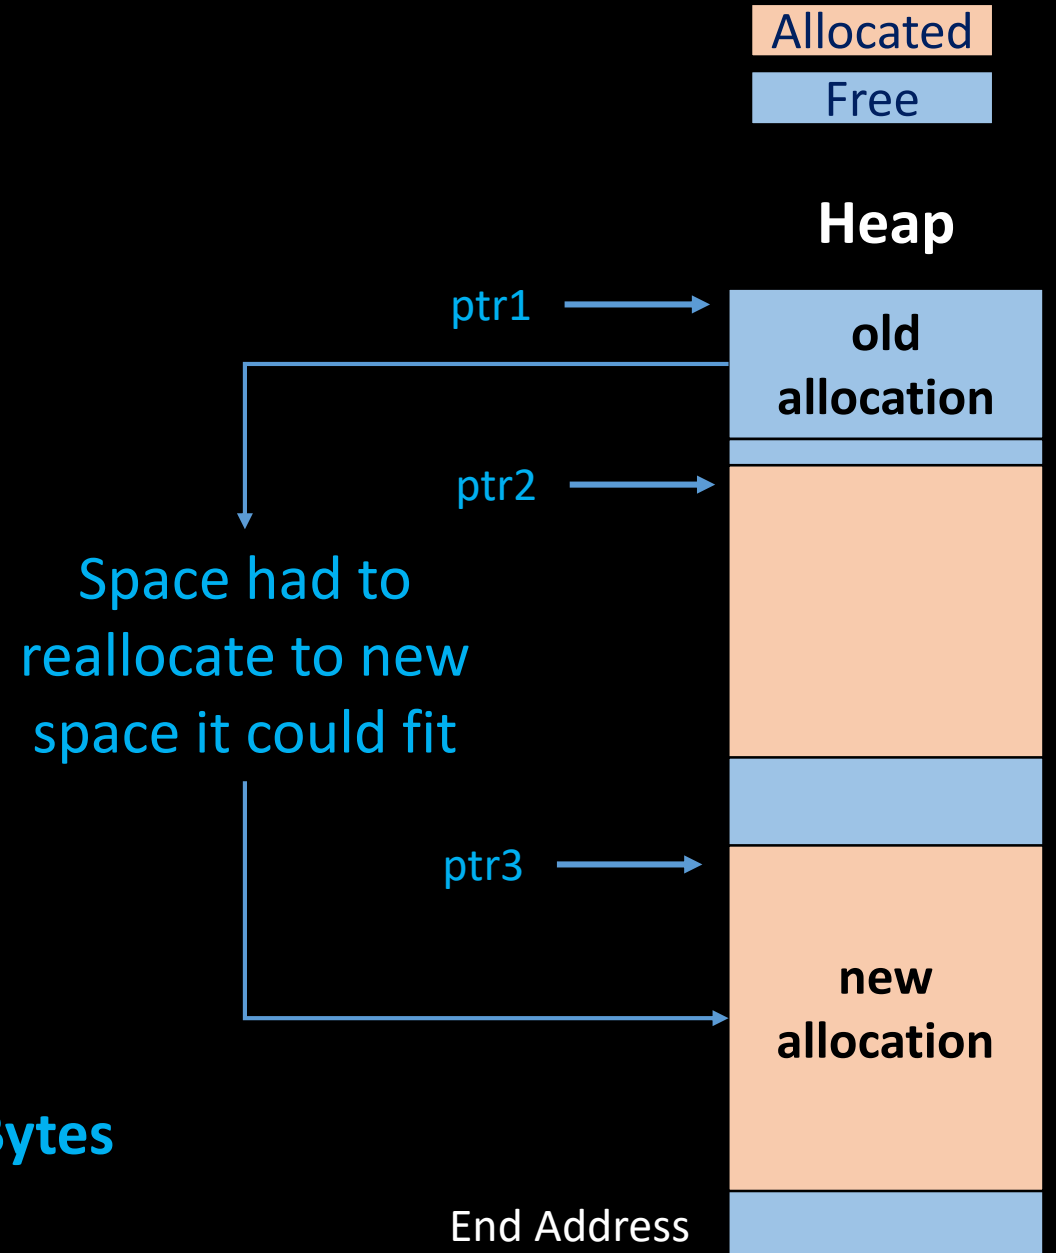 Allocated
Free
Heap
ptr1
old
allocation
ptr2
Space had to
reallocate to new
space it could fit
ptr3
new
allocation
End Address